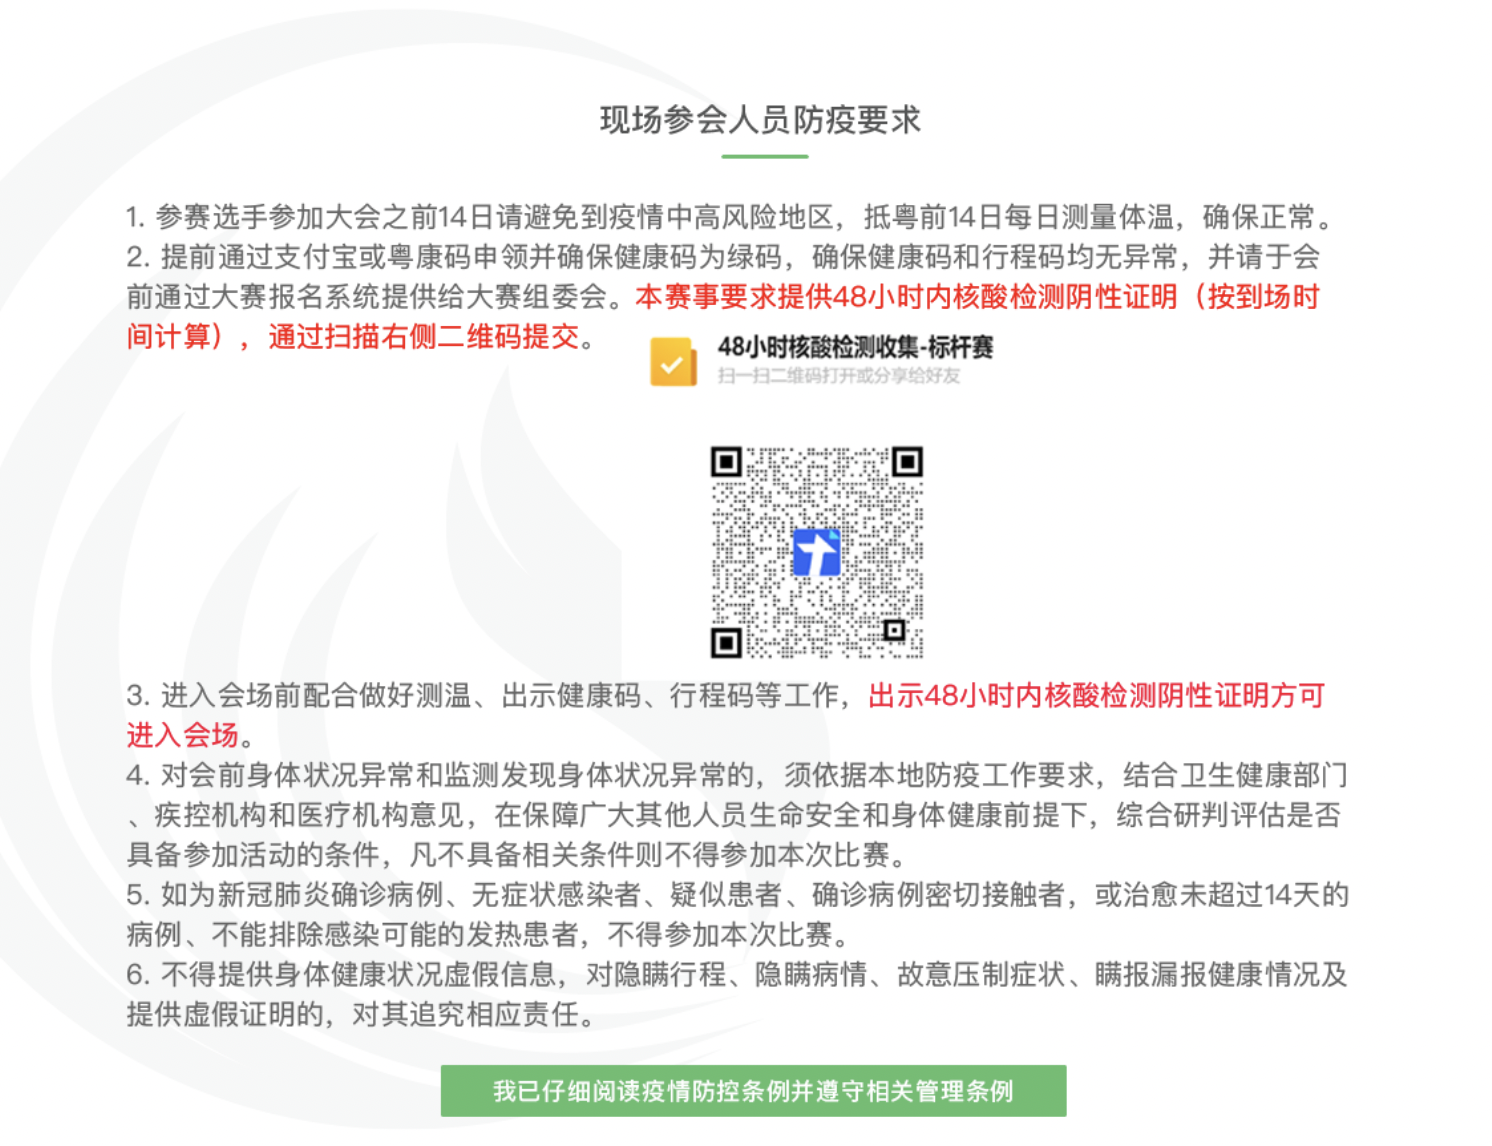 现场参会人员防疫要求
1. 参赛选手参加大会之前14日请避免到疫情中高风险地区，抵粤前14日每日测量体温，确保正常。
2. 提前通过支付宝或粤康码申领并确保健康码为绿码，确保健康码和行程码均无异常，并请于会
前通过大赛报名系统提供给大赛组委会。本赛事要求提供48小时内核酸检测阴性证明（按到场时
间计算），通过扫描右侧二维码提交。
48小时核酸检测收集-标杆赛
扫一扫二维码打开或分享给好友
3. 进入会场前配合做好测温、出示健康码、行程码等工作，出示48小时内核酸检测阴性证明方可
进入会场。
4. 对会前身体状况异常和监测发现身体状况异常的，须依据本地防疫工作要求，结合卫生健康部门
、疾控机构和医疗机构意见，在保障广大其他人员生命安全和身体健康前提下，综合研判评估是否
具备参加活动的条件，凡不具备相关条件则不得参加本次比赛。
5. 如为新冠肺炎确诊病例、无症状感染者、疑似患者、确诊病例密切接触者，或治愈未超过14天的
病例、不能排除感染可能的发热患者，不得参加本次比赛。
6. 不得提供身体健康状况虚假信息，对隐瞒行程、隐瞒病情、故意压制症状、瞒报漏报健康情况及
提供虚假证明的，对其追究相应责任。
我已仔细阅读疫情防控条例并遵守相关管理条例